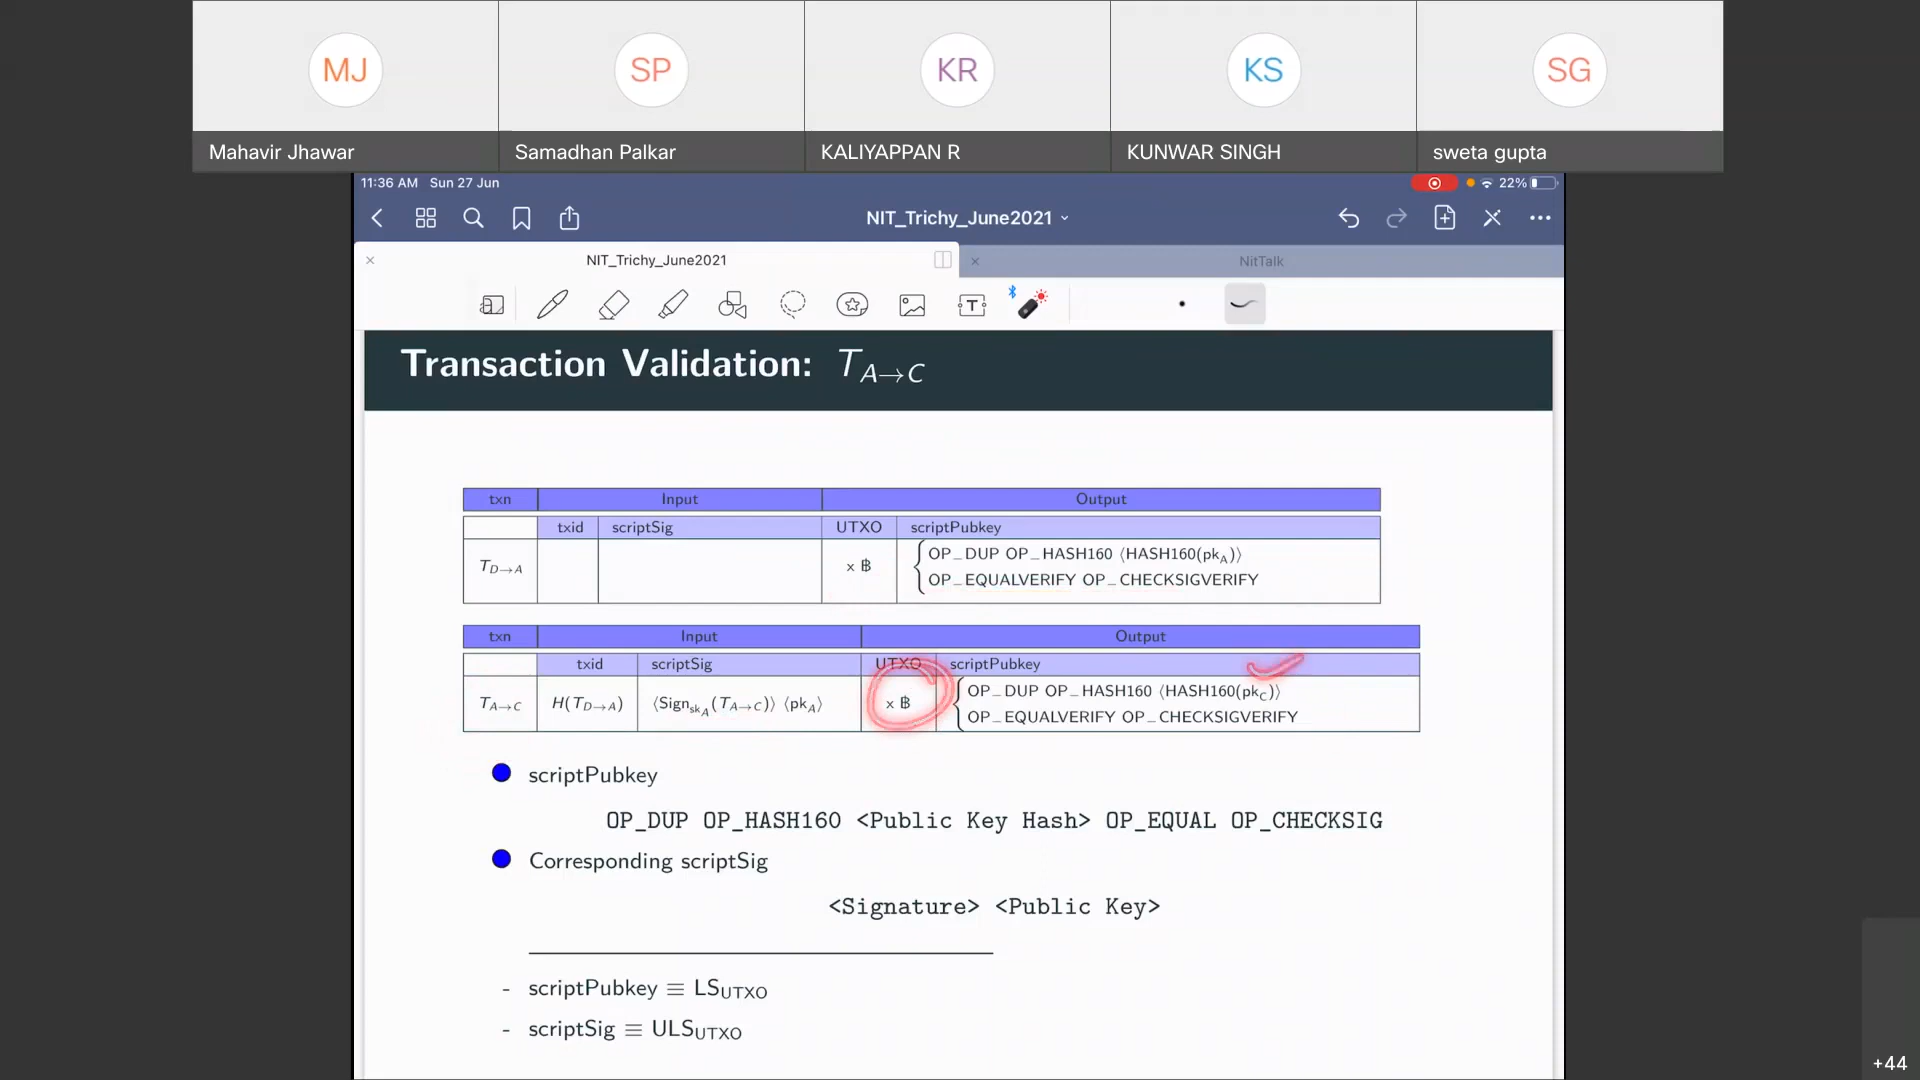 MJ SP KR KS SG
Mahavir Jhawar Samadhan Palkar KALIYAPPAN R KUNWAR SINGH sweta gupta
11:36 AM Sun 27 Jun 22%
NIT_Trichy_June2021
NIT_Trichy_June2021 NitTalk
Transaction Validation: T_{A→C}
txn Input Output
txid scriptSig UTXO scriptPubkey
T_{D→A} x ₿ OP_DUP OP_HASH160 ⟨HASH160(pk_A)⟩
OP_EQUALVERIFY OP_CHECKSIGVERIFY
txn Input Output
txid scriptSig UTXO scriptPubkey
T_{A→C} H(T_{D→A}) ⟨Sign_{sk_A}(T_{A→C})⟩ ⟨pk_A⟩ x ₿ OP_DUP OP_HASH160 ⟨HASH160(pk_C)⟩
OP_EQUALVERIFY OP_CHECKSIGVERIFY
scriptPubkey
OP_DUP OP_HASH160 <Public Key Hash> OP_EQUAL OP_CHECKSIG
Corresponding scriptSig
<Signature> <Public Key>
- scriptPubkey ≡ LS_{UTXO}
- scriptSig ≡ ULS_{UTXO}
+44